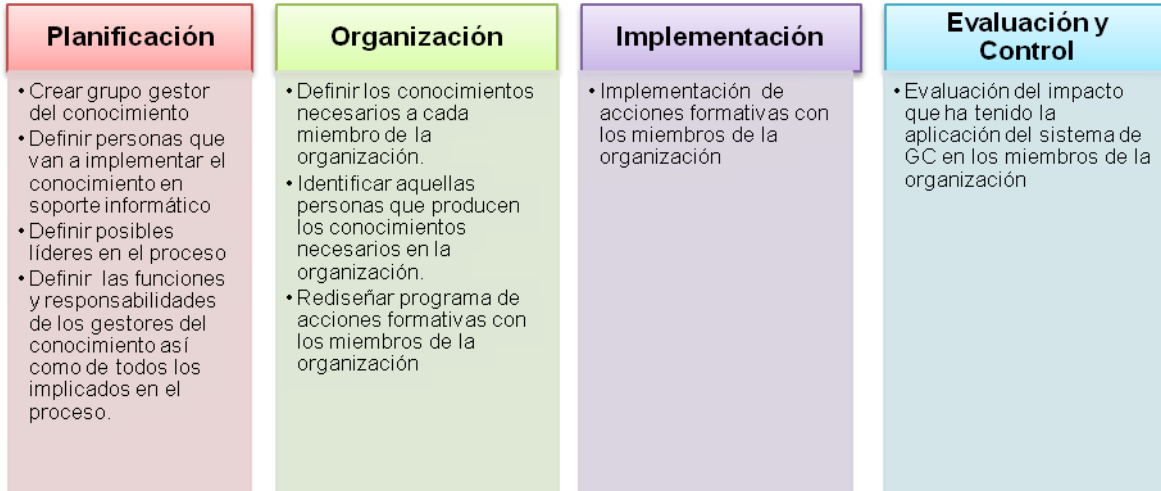 Planificación
• Crear grupo gestor
del conocimiento
• Definir personas que
van a implementar el
conocimiento en
soporte informático
• Definir posibles
líderes en el proceso
• Definir las funciones
y responsabilidades
de los gestores del
conocimiento así
como de todos los
implicados en el
proceso.
Organización
• Definir los conocimientos
necesarios a cada
miembro de la
organización.
• Identificar aquellas
personas que producen
los conocimientos
necesarios en la
organización.
• Rediseñar programa de
acciones formativas con
los miembros de la
organización
Implementación
• Implementación de
acciones formativas con
los miembros de la
organización
Evaluación y
Control
• Evaluación del impacto
que ha tenido la
aplicación del sistema de
GC en los miembros de la
organización